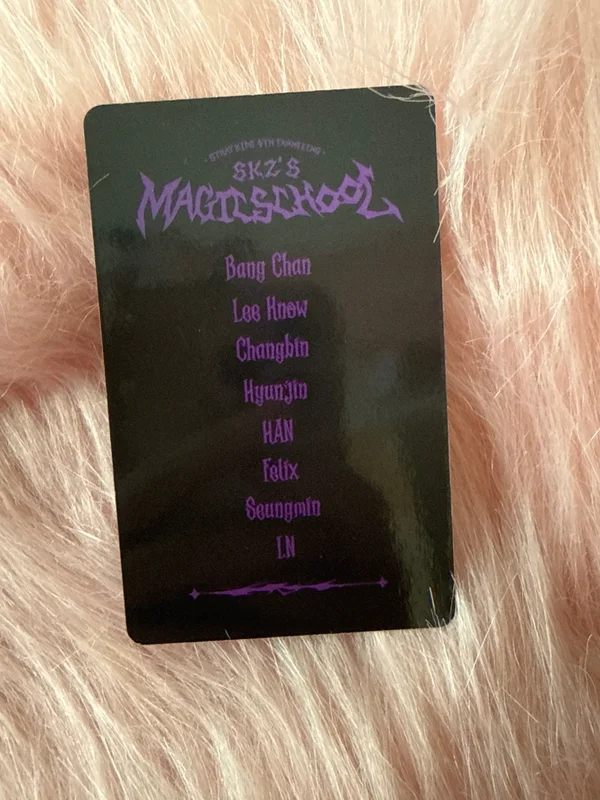 · STRAY KIDS 4TH FANMEETING ·
SKZ'S
MAGIC SCHOOL
Bang Chan
Lee Know
Changbin
Hyunjin
HAN
Felix
Seungmin
I.N